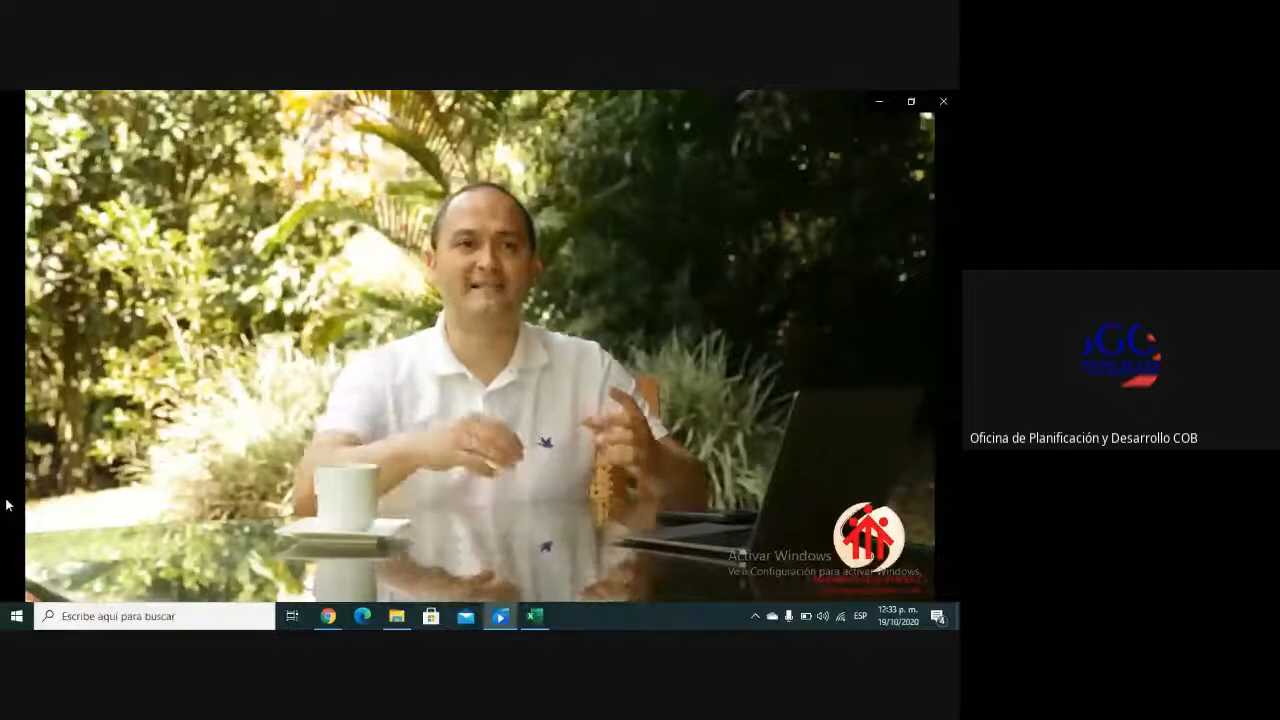 Activar Windows
Ve a Configuración para activar Windows.
Oficina de Planificación y Desarrollo COB
Escribe aquí para buscar
ESP
12:33 p. m.
19/10/2020
4